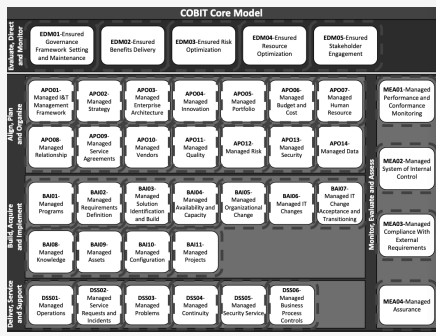 COBIT Core Model
Evaluate, Direct
and Monitor
EDM01-Ensured
Governance
Framework Setting
and Maintenance
EDM02-Ensured
Benefits Delivery
EDM03-Ensured Risk
Optimization
EDM04-Ensured
Resource
Optimization
EDM05-Ensured
Stakeholder
Engagement
Align, Plan
and Organize
APO01-
Managed I&T
Management
Framework
APO02-
Managed
Strategy
APO03-
Managed
Enterprise
Architecture
APO04-
Managed
Innovation
APO05-
Managed
Portfolio
APO06-
Managed
Budget and
Cost
APO07-
Managed
Human
Resource
APO08-
Managed
Relationship
APO09-
Managed
Service
Agreements
APO10-
Managed
Vendors
APO11-
Managed
Quality
APO12-
Managed Risk
APO13-
Managed
Security
APO14-
Managed Data
Build, Acquire
and Implement
BAI01-
Managed
Programs
BAI02-
Managed
Requirements
Definition
BAI03-
Managed
Solution
Identification
and Build
BAI04-
Managed
Availability and
Capacity
BAI05-
Managed
Organizational
Change
BAI06-
Managed
IT Changes
BAI07-
Managed IT
Change
Acceptance and
Transitioning
BAI08-
Managed
Knowledge
BAI09-
Managed
Assets
BAI10-
Managed
Configuration
BAI11-
Managed
Projects
Deliver, Service
and Support
DSS01-
Managed
Operations
DSS02-
Managed
Service
Requests and
Incidents
DSS03-
Managed
Problems
DSS04-
Managed
Continuity
DSS05-
Managed
Security Service
DSS06-
Managed
Business
Process
Controls
Monitor, Evaluate and Assess
MEA01-Managed
Performance and
Conformance
Monitoring
MEA02-Managed
System of Internal
Control
MEA03-Managed
Compliance With
External
Requirements
MEA04-Managed
Assurance